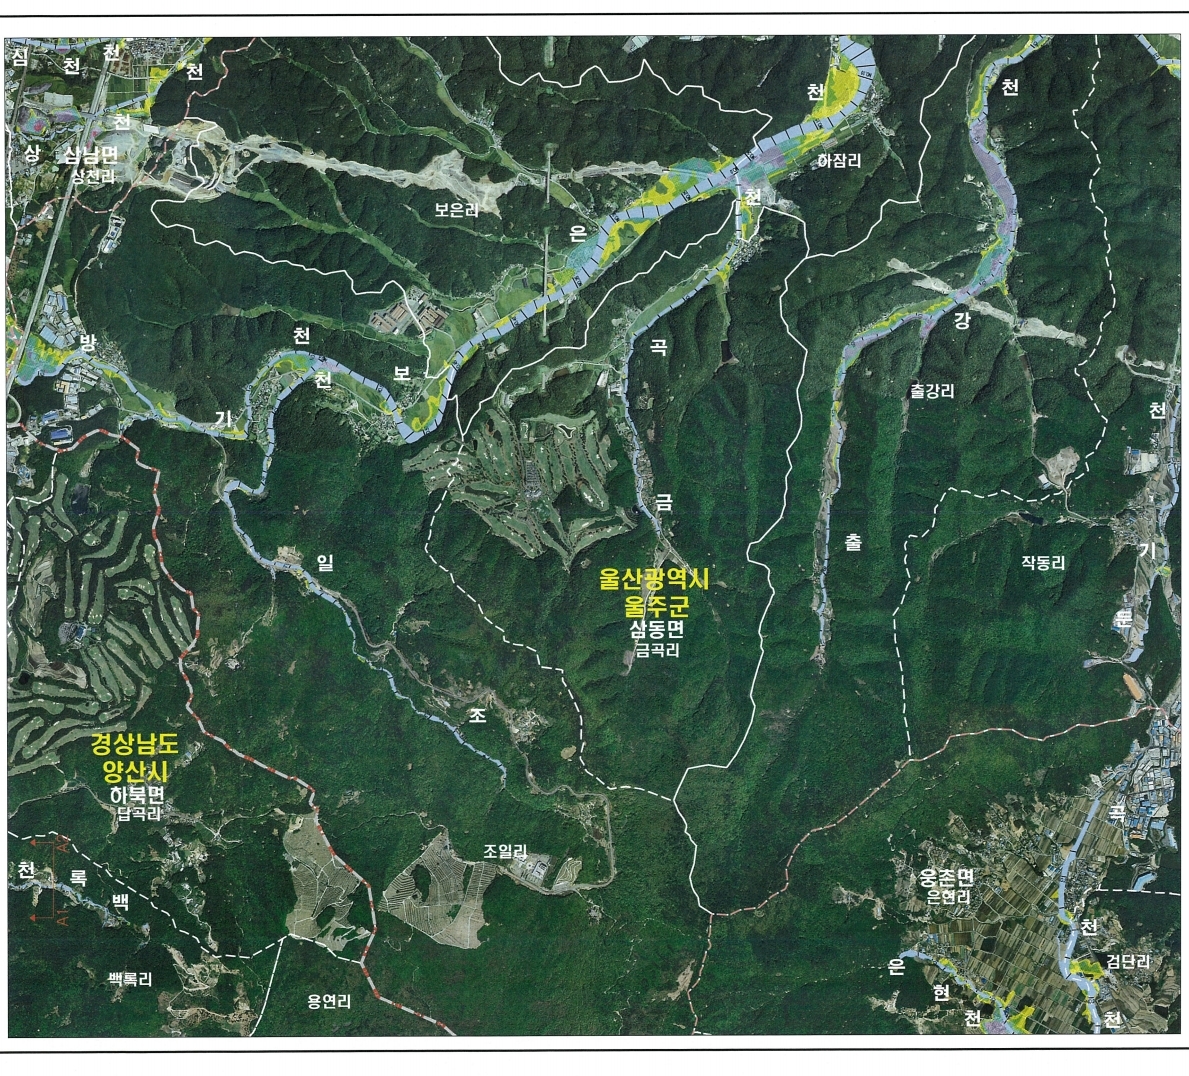 심
천
천
천
천
천
천
상
삼남면
상천리
하잠리
보은리
천
은
방
천
천
보
곡
강
기
출강리
천
금
출
일
작동리
기
울산광역시
울주군
삼동면
금곡리
둔
조
경상남도
양산시
하북면
답곡리
곡
조일리
천
록
백
웅촌면
은현리
천
백록리
용연리
은
현
천
검단리
천